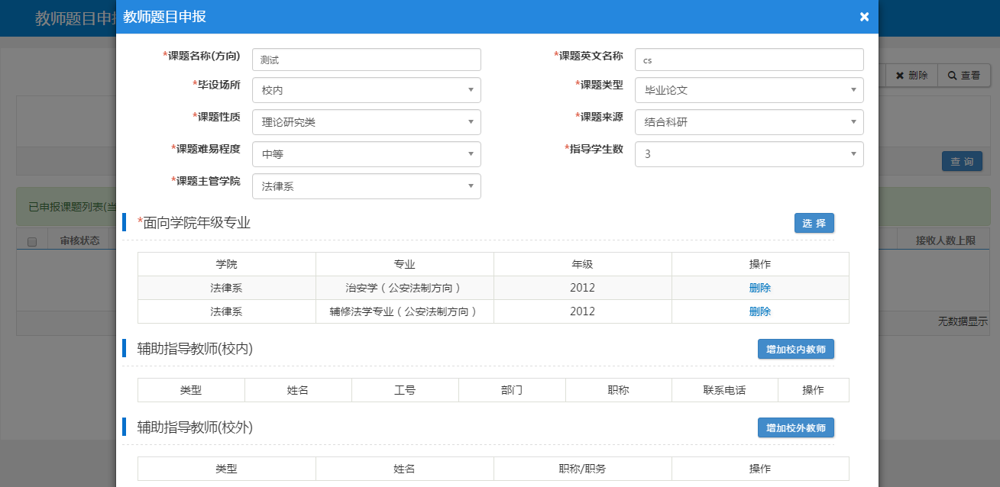 教师题目申报
教师题目申报
×
删除
查看
*课题名称(方向) 测试 *课题英文名称 cs
*毕设场所 校内 *课题类型 毕业论文
*课题性质 理论研究类 *课题来源 结合科研
*课题难易程度 中等 *指导学生数 3
*课题主管学院 法律系
查 询
已申报课题列表(当
审核状态 接收人数上限
无数据显示
*面向学院年级专业 选 择
学院 专业 年级 操作
法律系 治安学（公安法制方向） 2012 删除
法律系 辅修法学专业（公安法制方向） 2012 删除
辅助指导教师(校内) 增加校内教师
类型 姓名 工号 部门 职称 联系电话 操作
辅助指导教师(校外) 增加校外教师
类型 姓名 职称/职务 操作